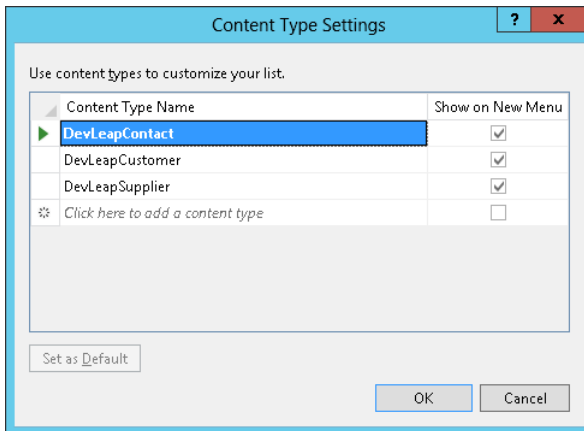 Content Type Settings
?
x
Use content types to customize your list.
Content Type Name
Show on New Menu
DevLeapContact
DevLeapCustomer
DevLeapSupplier
Click here to add a content type
Set as Default
OK
Cancel